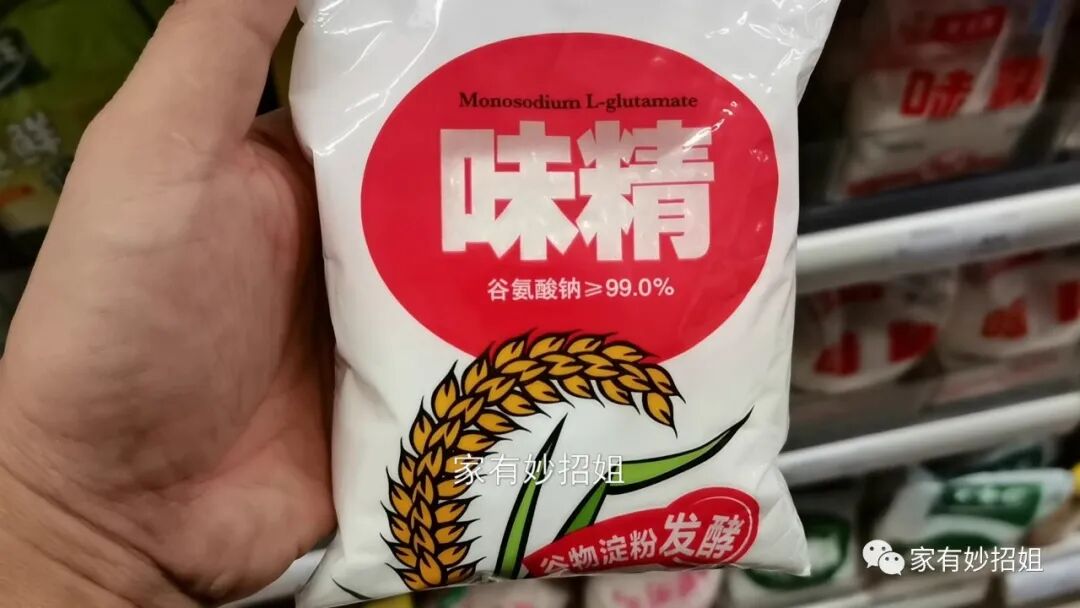 Monosodium L-glutamate
味精
谷氨酸钠≥99.0%
家有妙招姐
谷物淀粉发酵
家有妙招姐
味